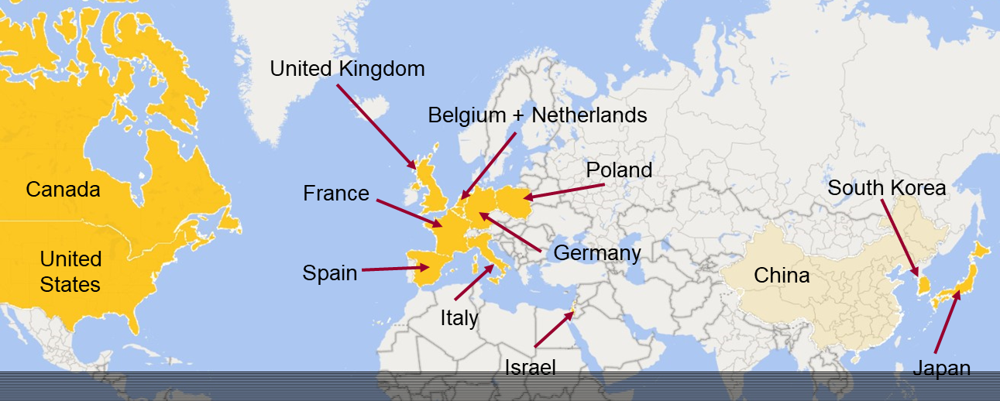 United Kingdom
Belgium + Netherlands
Poland
South Korea
Canada
France
United
States
Germany
Spain
China
Italy
Israel
Japan